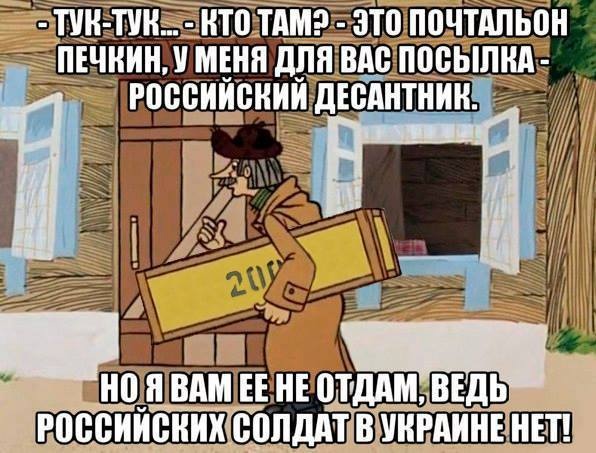 - ТУК-ТУК... - КТО ТАМ? - ЭТО ПОЧТАЛЬОН
ПЕЧКИН, У МЕНЯ ДЛЯ ВАС ПОСЫЛКА -
РОССИЙСКИЙ ДЕСАНТНИК.
200
НО Я ВАМ ЕЕ НЕ ОТДАМ, ВЕДЬ
РОССИЙСКИХ СОЛДАТ В УКРАИНЕ НЕТ!